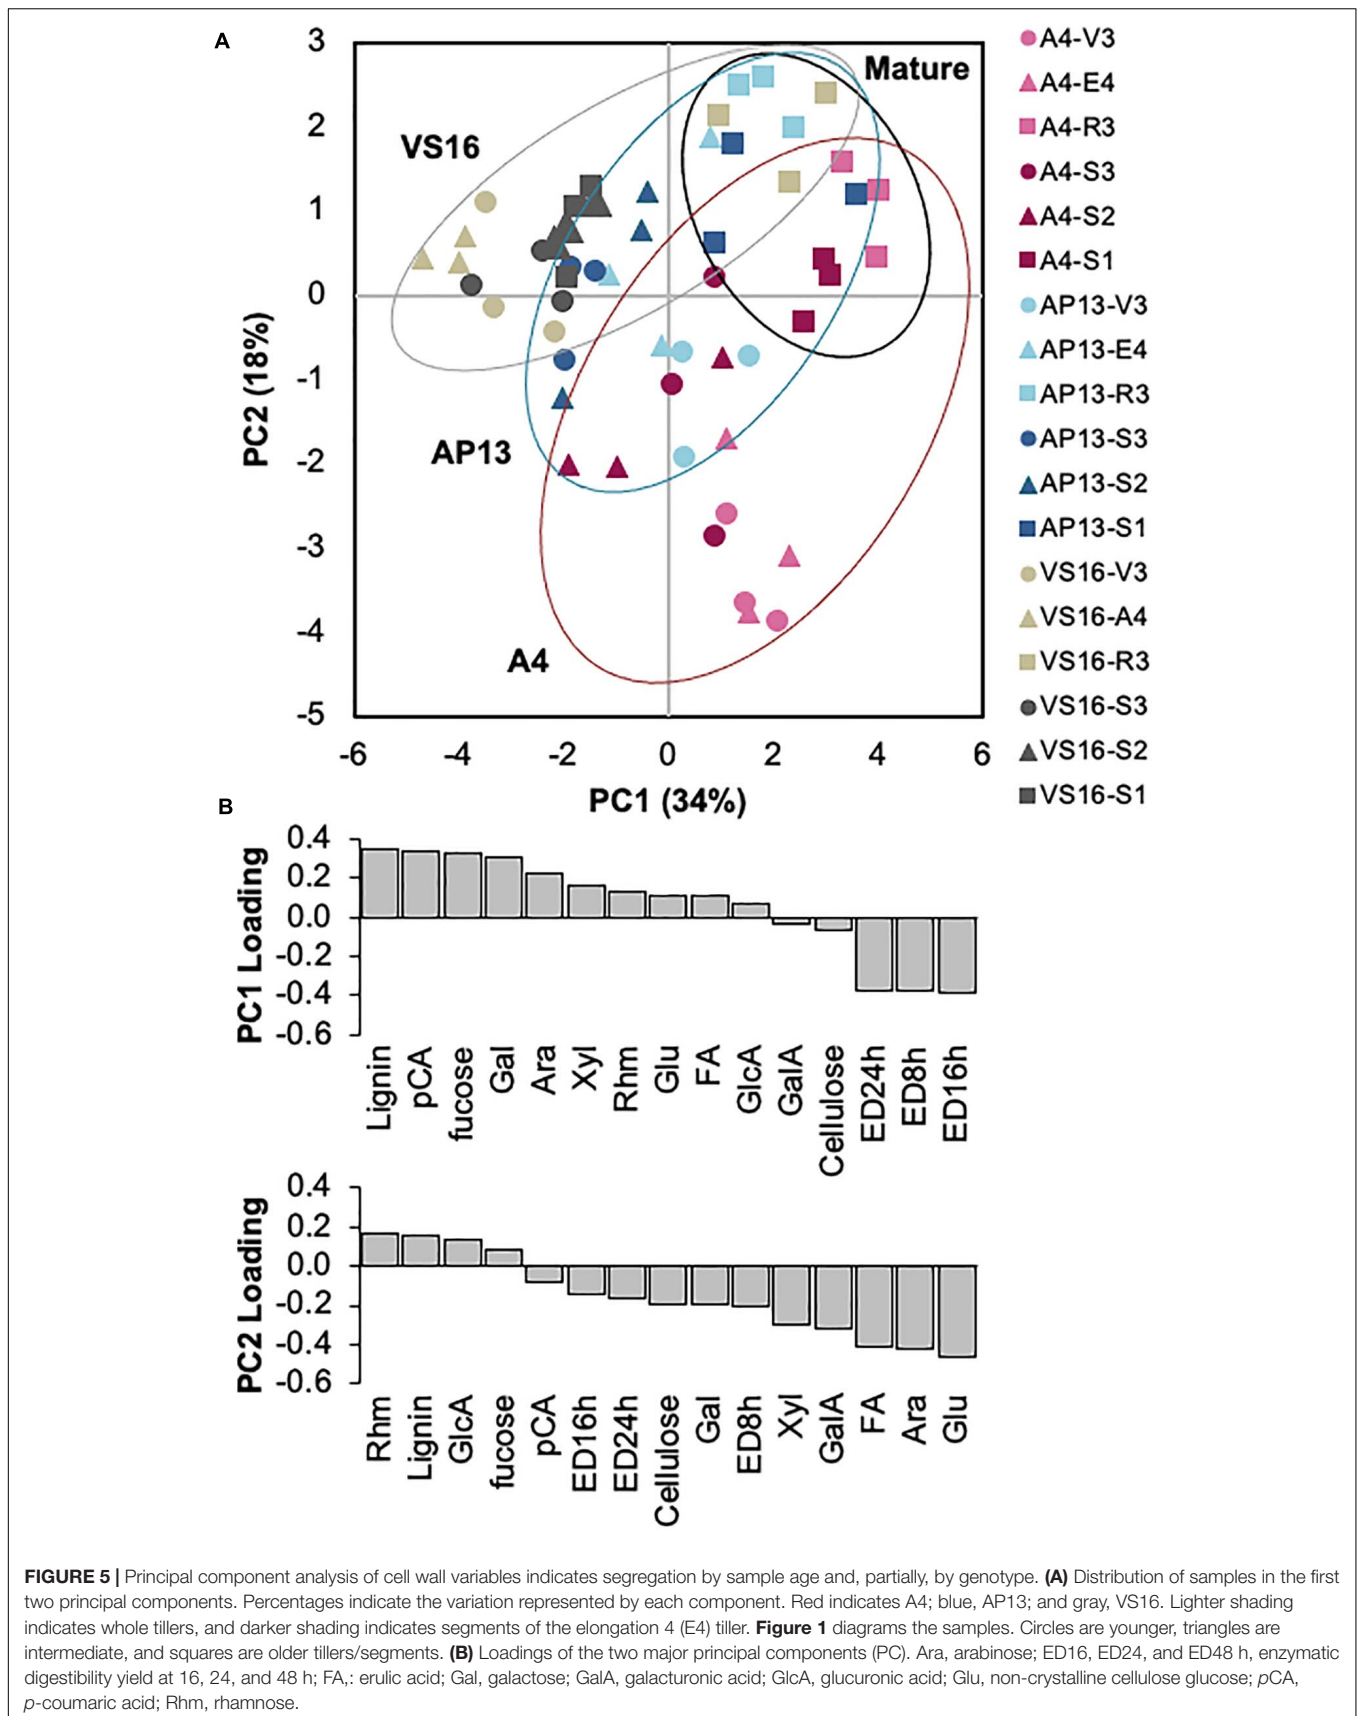 A
3
2
1
0
-1
-2
-3
-4
-5
PC2 (18%)
VS16
Mature
AP13
A4
-6
-4
-2
0
2
4
6
PC1 (34%)
A4-V3
A4-E4
A4-R3
A4-S3
A4-S2
A4-S1
AP13-V3
AP13-E4
AP13-R3
AP13-S3
AP13-S2
AP13-S1
VS16-V3
VS16-A4
VS16-R3
VS16-S3
VS16-S2
VS16-S1
B
PC1 Loading
0.4
0.2
0.0
-0.2
-0.4
-0.6
Lignin
pCA
fucose
Gal
Ara
Xyl
Rhm
Glu
FA
GlcA
GalA
Cellulose
ED24h
ED8h
ED16h
PC2 Loading
0.4
0.2
0.0
-0.2
-0.4
-0.6
Rhm
Lignin
GlcA
fucose
pCA
ED16h
ED24h
Cellulose
Gal
ED8h
Xyl
GalA
FA
Ara
Glu
FIGURE 5 | Principal component analysis of cell wall variables indicates segregation by sample age and, partially, by genotype. (A) Distribution of samples in the first
two principal components. Percentages indicate the variation represented by each component. Red indicates A4; blue, AP13; and gray, VS16. Lighter shading
indicates whole tillers, and darker shading indicates segments of the elongation 4 (E4) tiller. Figure 1 diagrams the samples. Circles are younger, triangles are
intermediate, and squares are older tillers/segments. (B) Loadings of the two major principal components (PC). Ara, arabinose; ED16, ED24, and ED48 h, enzymatic
digestibility yield at 16, 24, and 48 h; FA,: erulic acid; Gal, galactose; GalA, galacturonic acid; GlcA, glucuronic acid; Glu, non-crystalline cellulose glucose; pCA,
p-coumaric acid; Rhm, rhamnose.